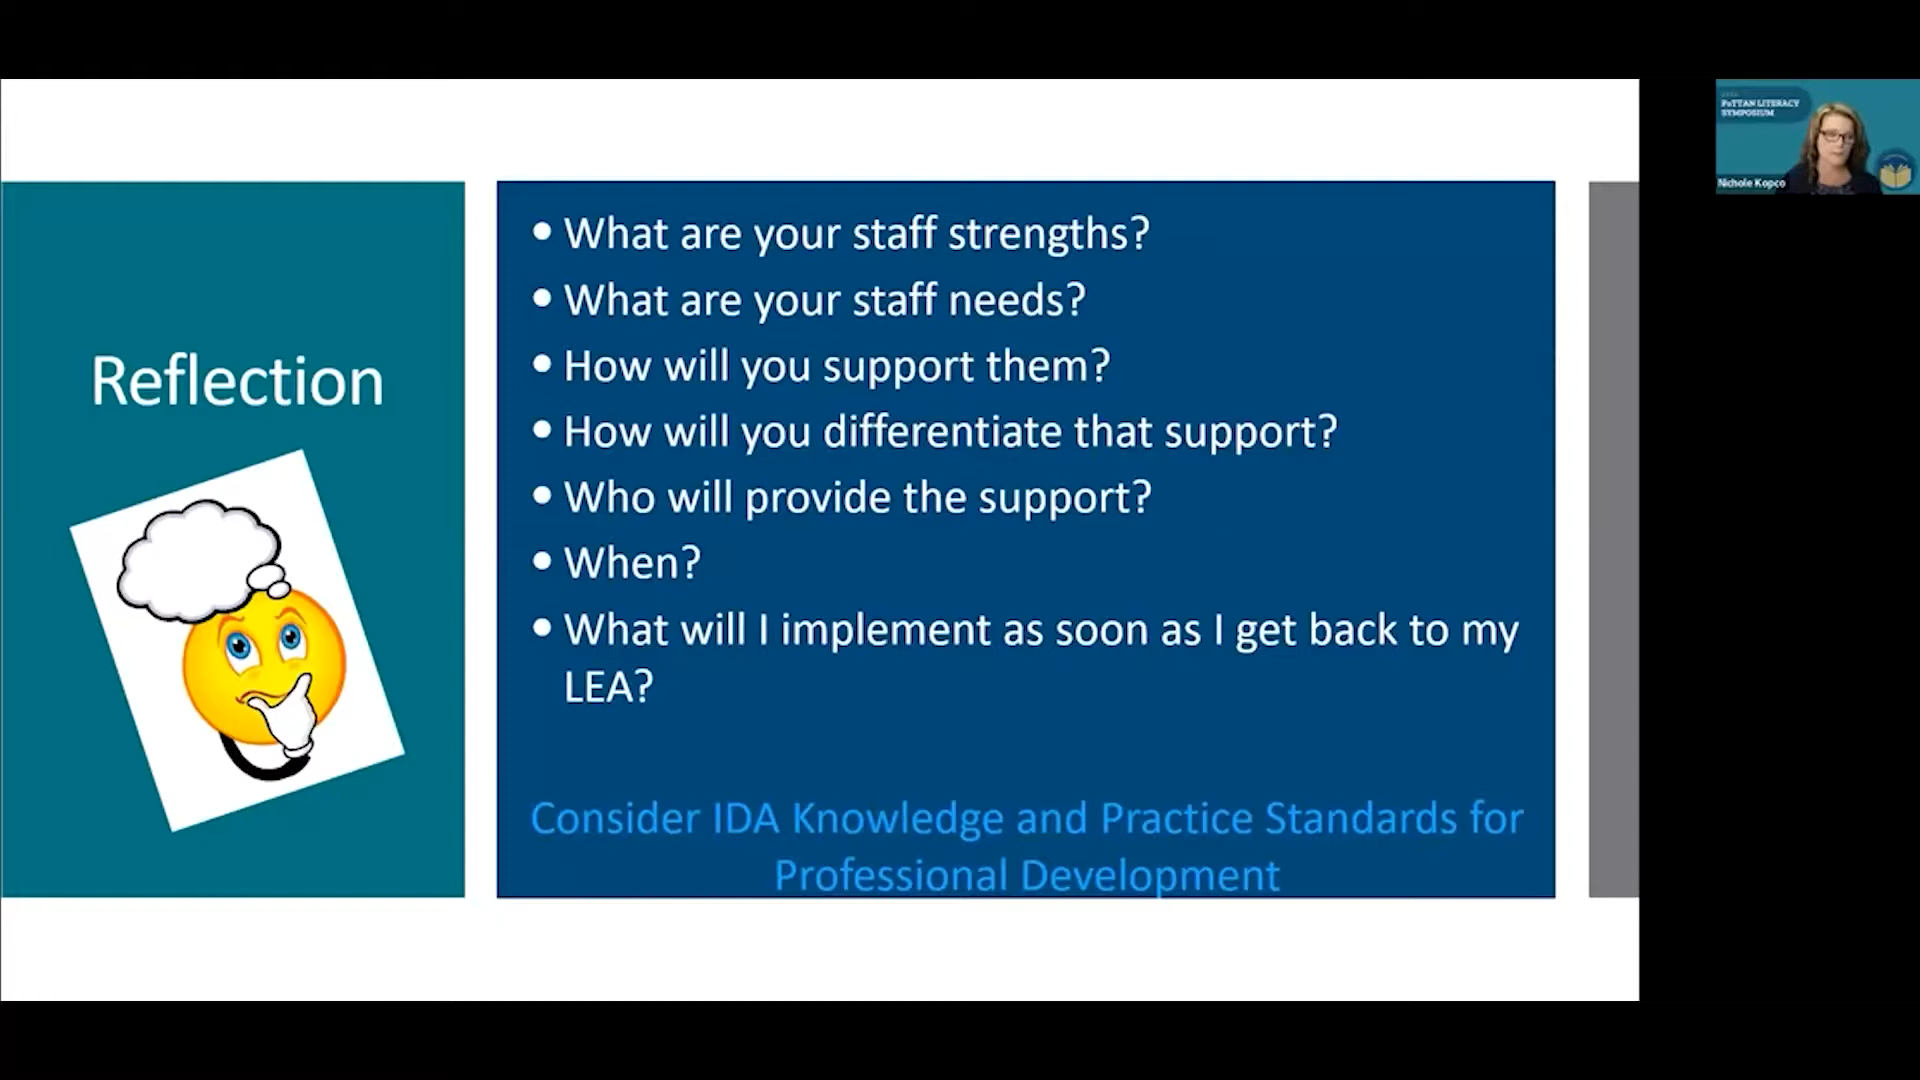 Reflection
• What are your staff strengths?
• What are your staff needs?
• How will you support them?
• How will you differentiate that support?
• Who will provide the support?
• When?
• What will I implement as soon as I get back to my
LEA?
Consider IDA Knowledge and Practice Standards for
Professional Development
PaTTAN LITERACY
SYMPOSIUM
Nichole Kopco